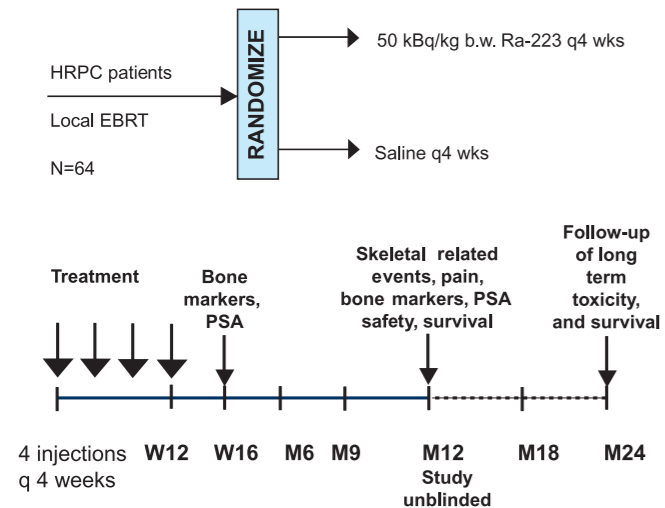 50 kBq/kg b.w. Ra-223 q4 wks
HRPC patients
Local EBRT
N=64
RANDOMIZE
Saline q4 wks
Treatment
Bone
markers,
PSA
Skeletal related
events, pain,
bone markers, PSA
safety, survival
Follow-up
of long
term
toxicity,
and survival
4 injections
q 4 weeks
W12
W16
M6
M9
M12
Study
unblinded
M18
M24